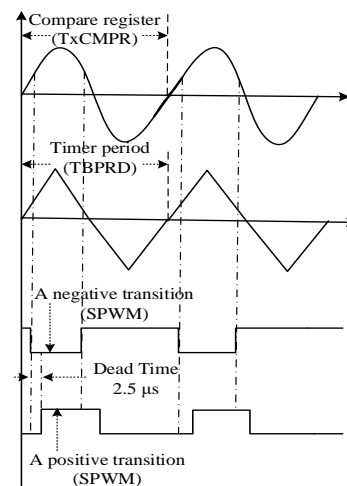 Compare register
(TxCMPR)
Timer period
(TBPRD)
A negative transition
(SPWM)
Dead Time
2.5 μs
A positive transition
(SPWM)